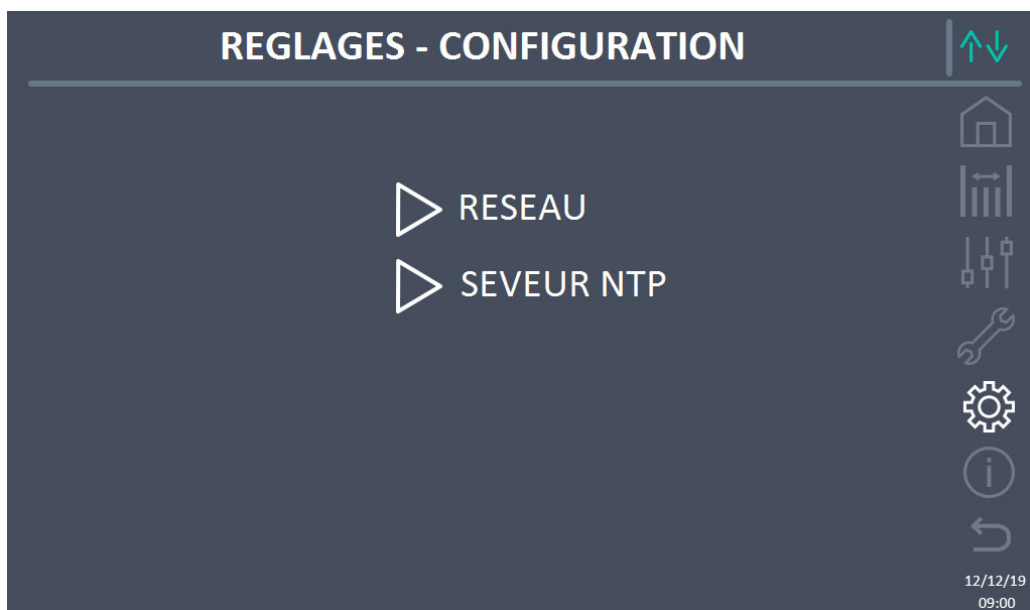 REGLAGES - CONFIGURATION
RESEAU
SEVEUR NTP
12/12/19
09:00